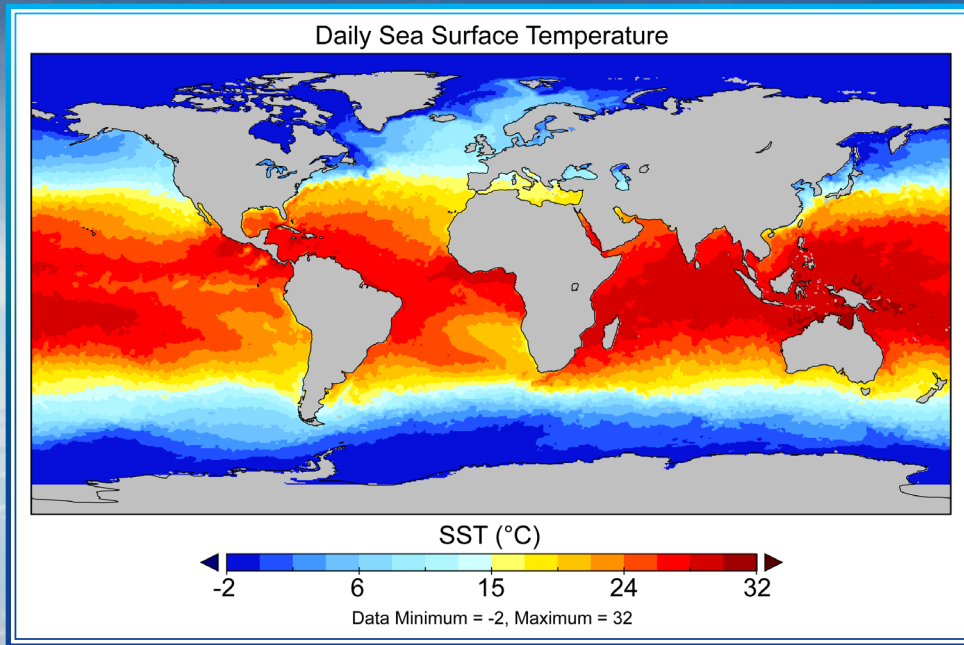 Daily Sea Surface Temperature
SST (°C)
-2 6 15 24 32
Data Minimum = -2, Maximum = 32